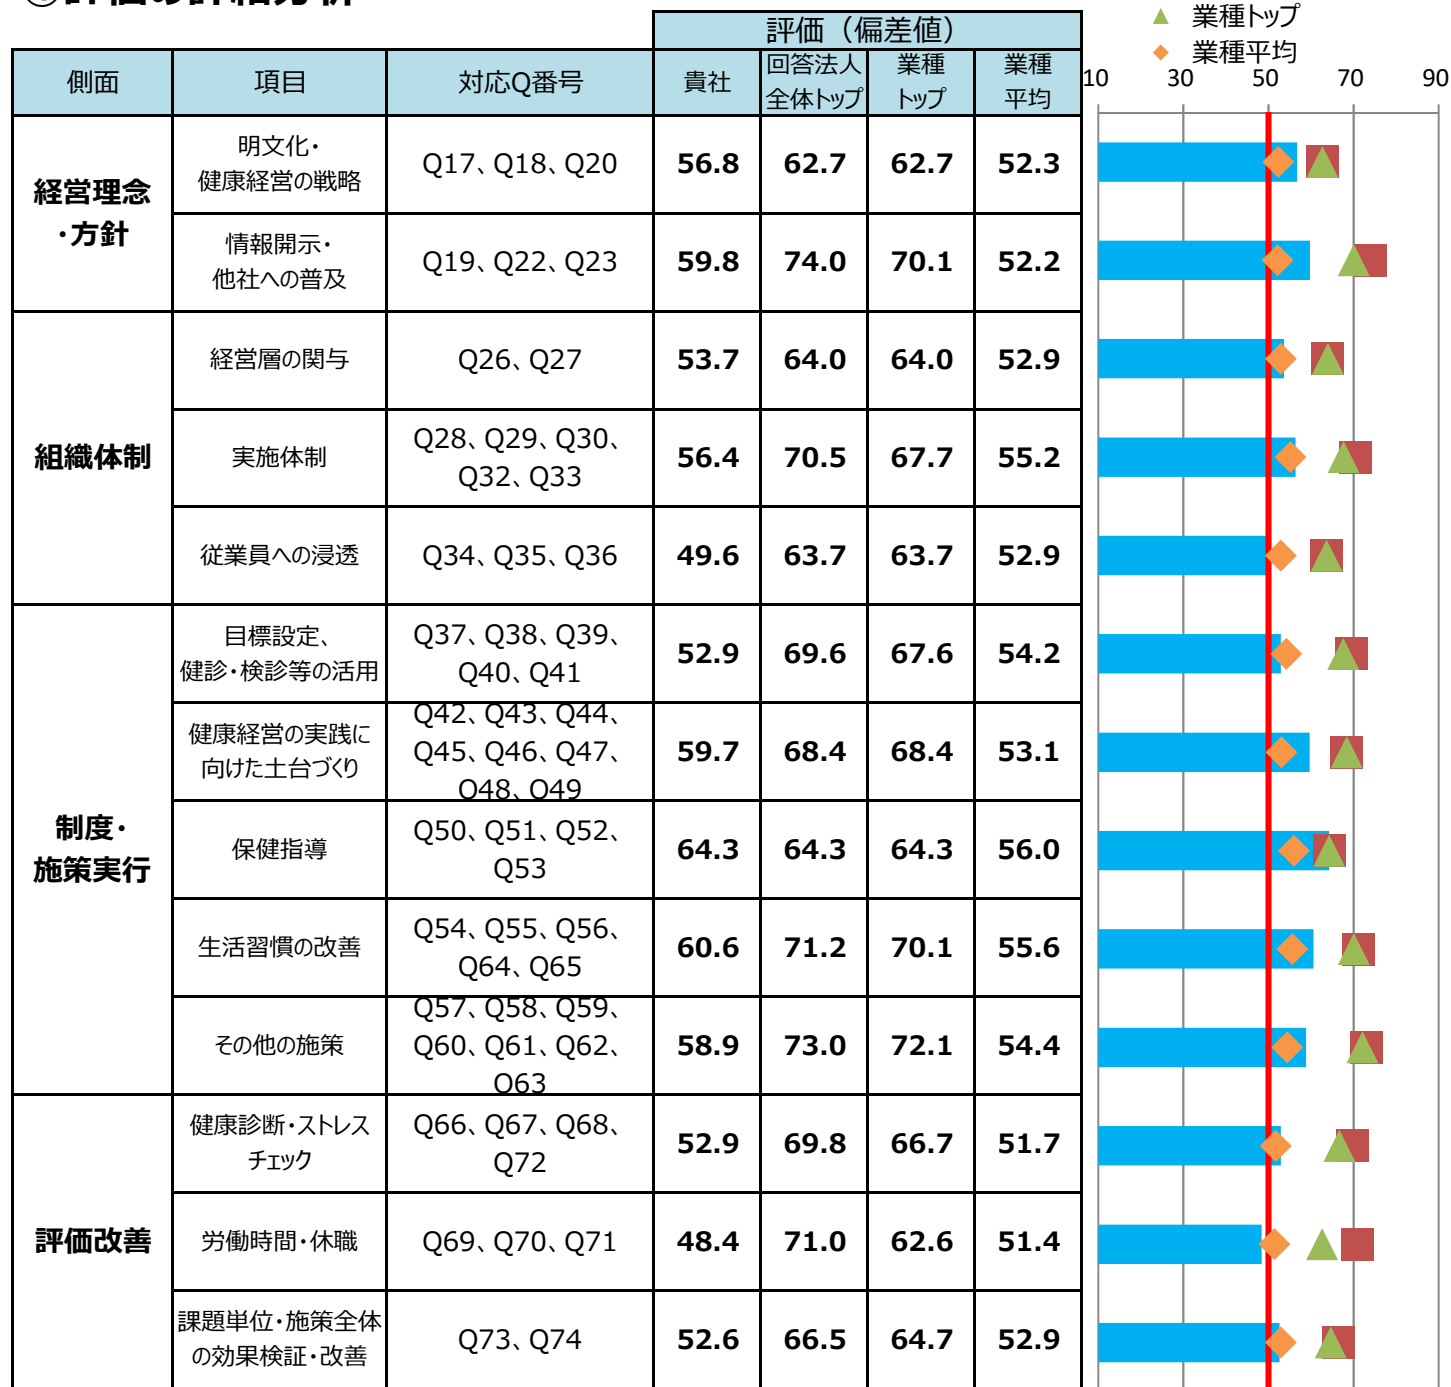 評価（偏差値）
▲ 業種トップ
◆ 業種平均
側面 項目 対応Q番号 貴社 回答法人全体トップ 業種トップ 業種平均
10 30 50 70 90
経営理念・方針
明文化・健康経営の戦略 Q17、Q18、Q20 56.8 62.7 62.7 52.3
情報開示・他社への普及 Q19、Q22、Q23 59.8 74.0 70.1 52.2
組織体制
経営層の関与 Q26、Q27 53.7 64.0 64.0 52.9
実施体制 Q28、Q29、Q30、Q32、Q33 56.4 70.5 67.7 55.2
従業員への浸透 Q34、Q35、Q36 49.6 63.7 63.7 52.9
制度・施策実行
目標設定、健診・検診等の活用 Q37、Q38、Q39、Q40、Q41 52.9 69.6 67.6 54.2
健康経営の実践に向けた土台づくり Q42、Q43、Q44、Q45、Q46、Q47、Q48、Q49 59.7 68.4 68.4 53.1
保健指導 Q50、Q51、Q52、Q53 64.3 64.3 64.3 56.0
生活習慣の改善 Q54、Q55、Q56、Q64、Q65 60.6 71.2 70.1 55.6
その他の施策 Q57、Q58、Q59、Q60、Q61、Q62、Q63 58.9 73.0 72.1 54.4
評価改善
健康診断・ストレスチェック Q66、Q67、Q68、Q72 52.9 69.8 66.7 51.7
労働時間・休職 Q69、Q70、Q71 48.4 71.0 62.6 51.4
課題単位・施策全体の効果検証・改善 Q73、Q74 52.6 66.5 64.7 52.9